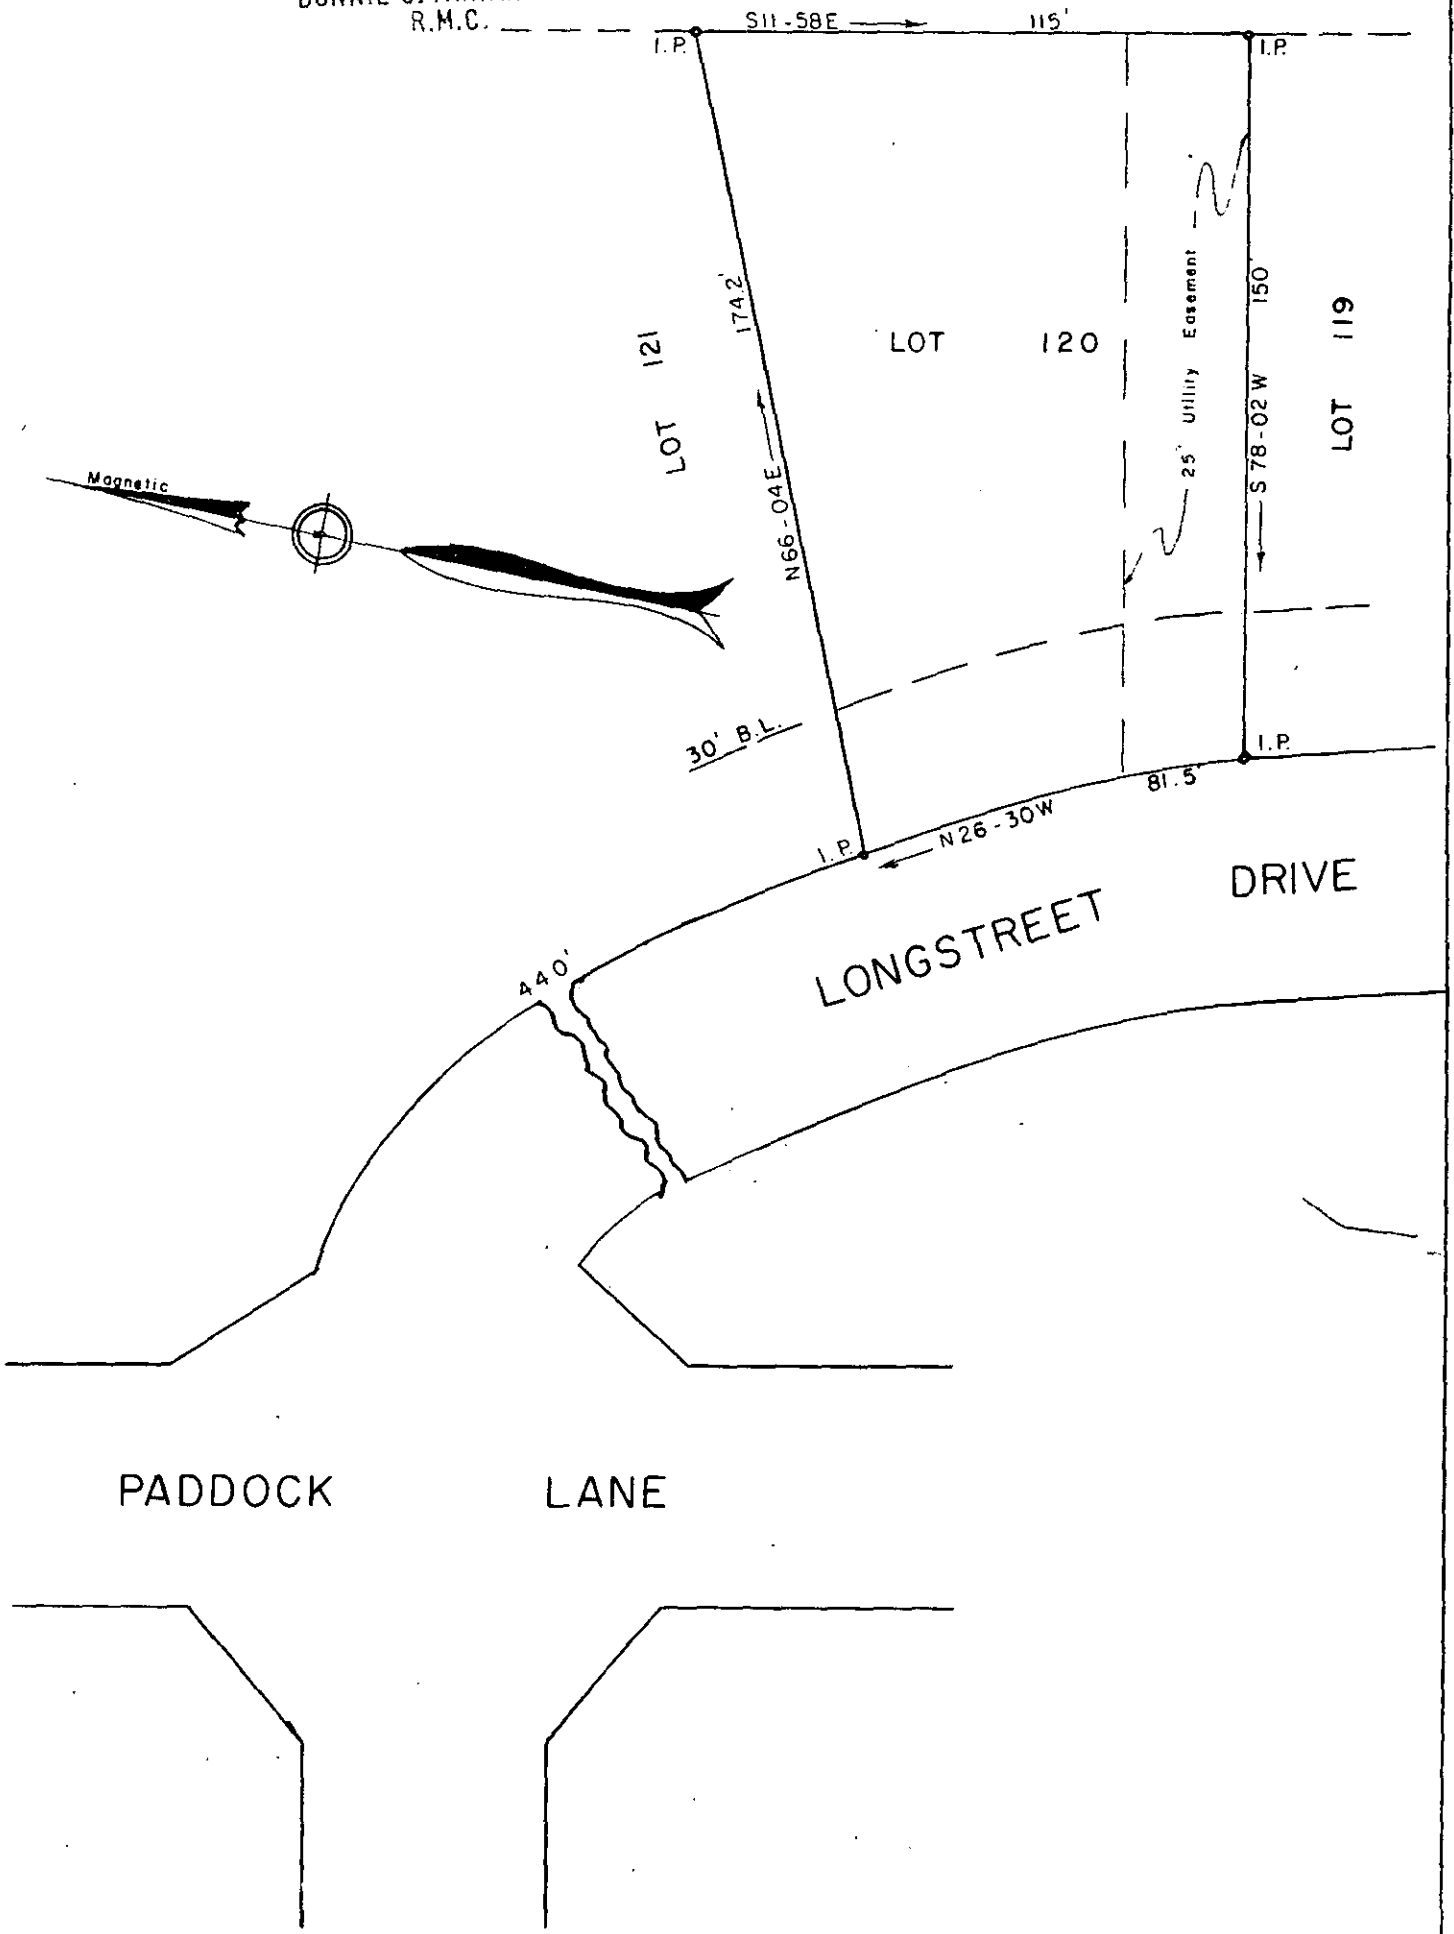 R.M.C.
S11-58E 115'
I.P. I.P.
LOT 121
174.2'
N66-04E
LOT 120
25' Utility Easement
150'
S 78-02 W
LOT 119
Magnetic
30' B.L.
I.P.
81.5'
N26-30W
I.P.
LONGSTREET DRIVE
440'
PADDOCK LANE